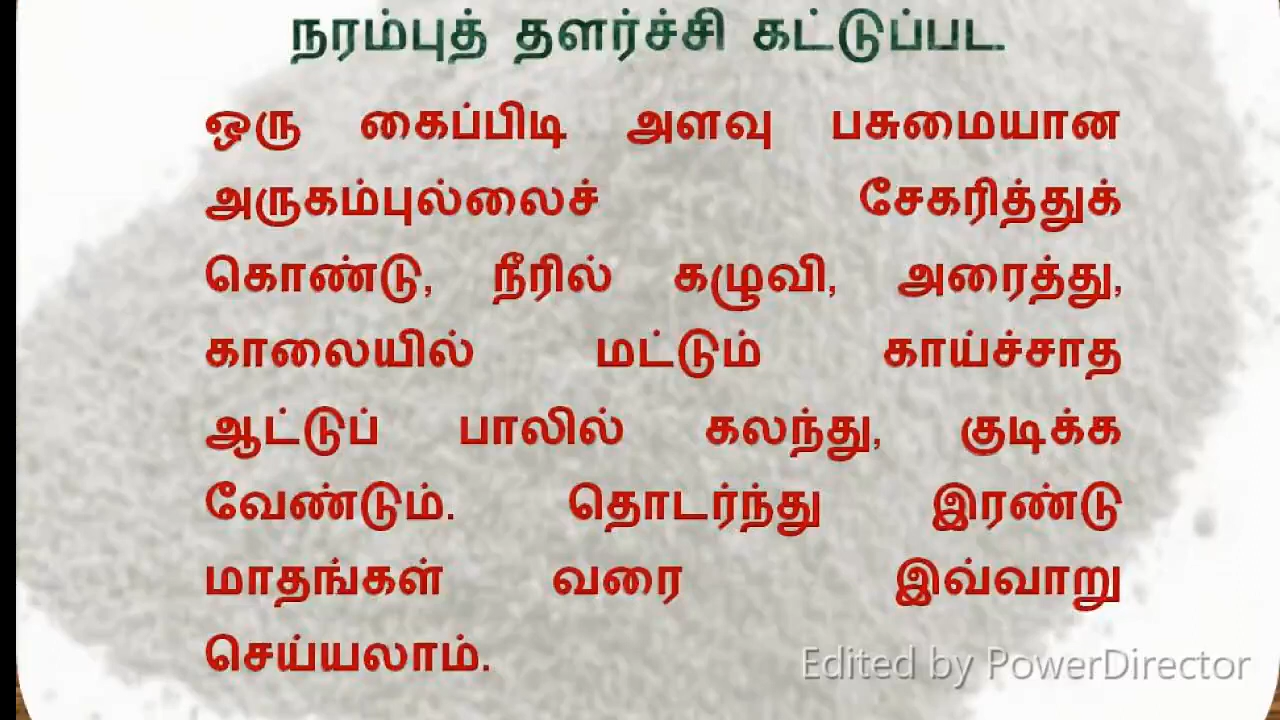 நரம்புத் தளர்ச்சி கட்டுப்பட.
ஒரு கைப்பிடி அளவு பசுமையான
அருகம்புல்லைச் சேகரித்துக்
கொண்டு, நீரில் கழுவி, அரைத்து,
காலையில் மட்டும் காய்ச்சாத
ஆட்டுப் பாலில் கலந்து, குடிக்க
வேண்டும். தொடர்ந்து இரண்டு
மாதங்கள் வரை இவ்வாறு
செய்யலாம்.
Edited by PowerDirector